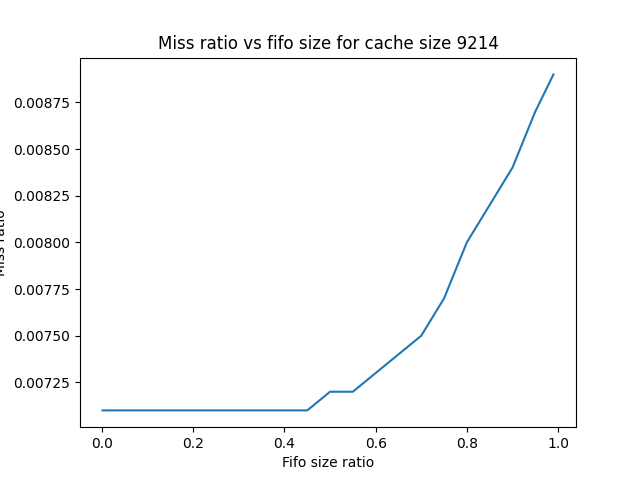 Miss ratio vs fifo size for cache size 9214
0.00875
0.00850
0.00825
0.00800
0.00775
0.00750
0.00725
Miss ratio
0.0 0.2 0.4 0.6 0.8 1.0
Fifo size ratio